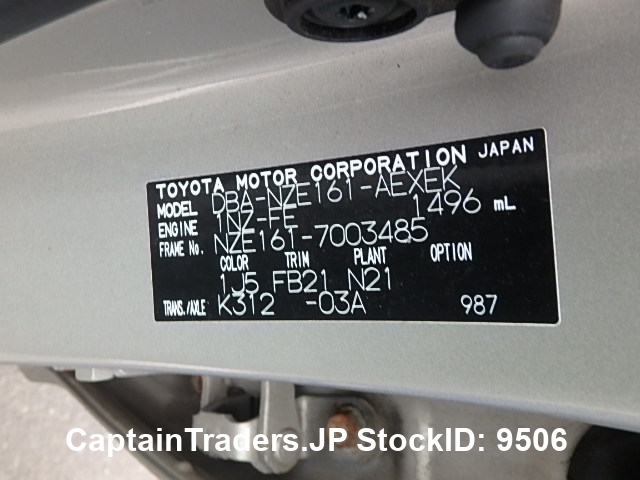 TOYOTA MOTOR CORPORATION JAPAN
MODEL DBA-NZE161-AEXEK
ENGINE 1NZ-FE 1496 mL
FRAME No. NZE161-7003485
COLOR TRIM PLANT OPTION
1J5 FB21 N21
TRANS./AXLE K312 -03A 987
CaptainTraders.JP StockID: 9506